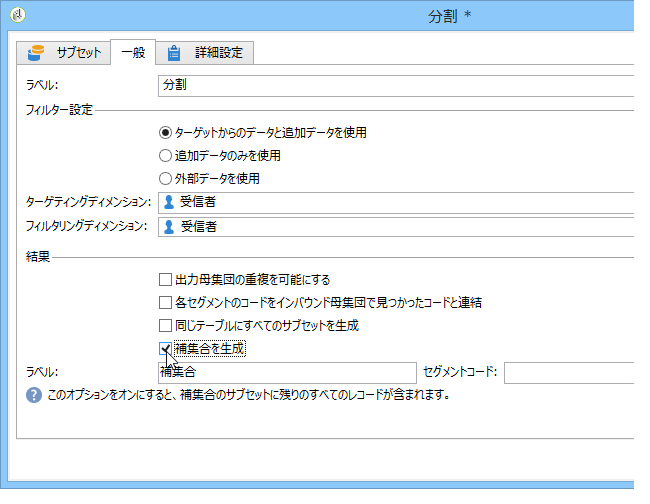 分割 *
サブセット 一般 詳細設定
ラベル: 分割
フィルター設定
ターゲットからのデータと追加データを使用
追加データのみを使用
外部データを使用
ターゲティングディメンション: 受信者
フィルタリングディメンション: 受信者
結果
出力母集団の重複を可能にする
各セグメントのコードをインバウンド母集団で見つかったコードと連結
同じテーブルにすべてのサブセットを生成
補集合を生成
ラベル: 補集合 セグメントコード:
? このオプションをオンにすると、補集合のサブセットに残りのすべてのレコードが含まれます。